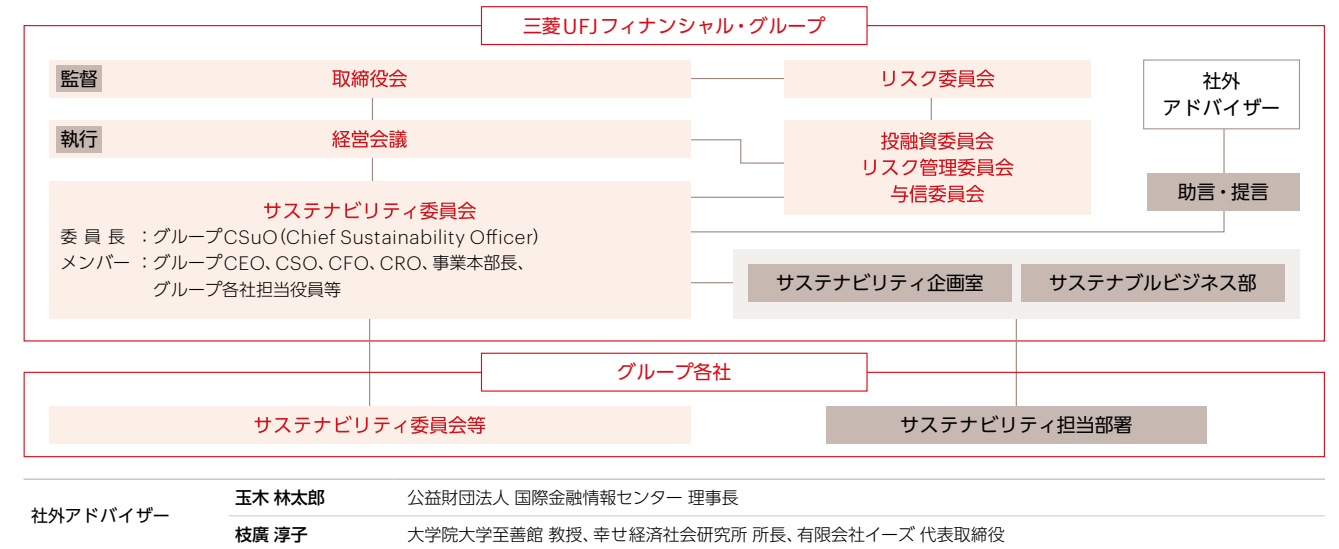 三菱UFJフィナンシャル・グループ
監督
取締役会
リスク委員会
社外
アドバイザー
執行
経営会議
投融資委員会
リスク管理委員会
与信委員会
助言・提言
サステナビリティ委員会
委員長：グループCSuO（Chief Sustainability Officer）
メンバー：グループCEO、CSO、CFO、CRO、事業本部長、
グループ各社担当役員等
サステナビリティ企画室
サステナブルビジネス部
グループ各社
サステナビリティ委員会等
サステナビリティ担当部署
社外アドバイザー
玉木 林太郎 公益財団法人 国際金融情報センター 理事長
枝廣 淳子 大学院大学至善館 教授、幸せ経済社会研究所 所長、有限会社イーズ 代表取締役